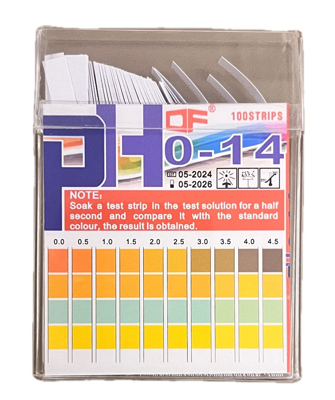 DF®
100STRIPS
PH 0-14
05-2024
05-2026
NOTE:
Soak a test strip in the test solution for a half
second and compare it with the standard
colour, the result is obtained.
0.0 0.5 1.0 1.5 2.0 2.5 3.0 3.5 4.0 4.5